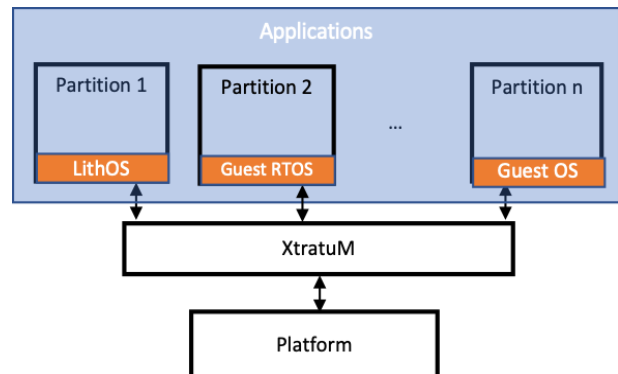 Applications
Partition 1
Partition 2
...
Partition n
LithOS
Guest RTOS
Guest OS
XtratuM
Platform